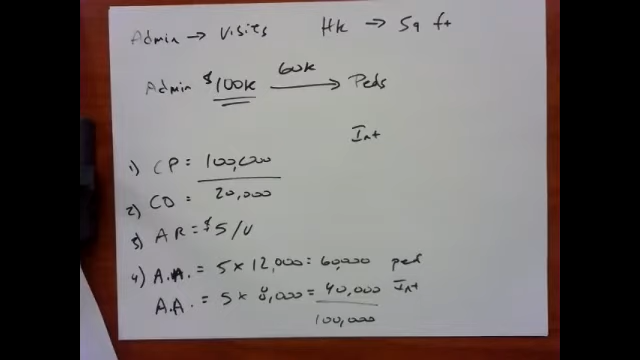 Admin → Visits    Hk → Sq ft
60k
Admin $100k → Peds
Int
1) CP = 100,000
2) CD = 20,000
3) AR = $5/V
4) A.A. = 5 × 12,000 = 60,000 ped
A.A. = 5 × 8,000 = 40,000 Int
100,000